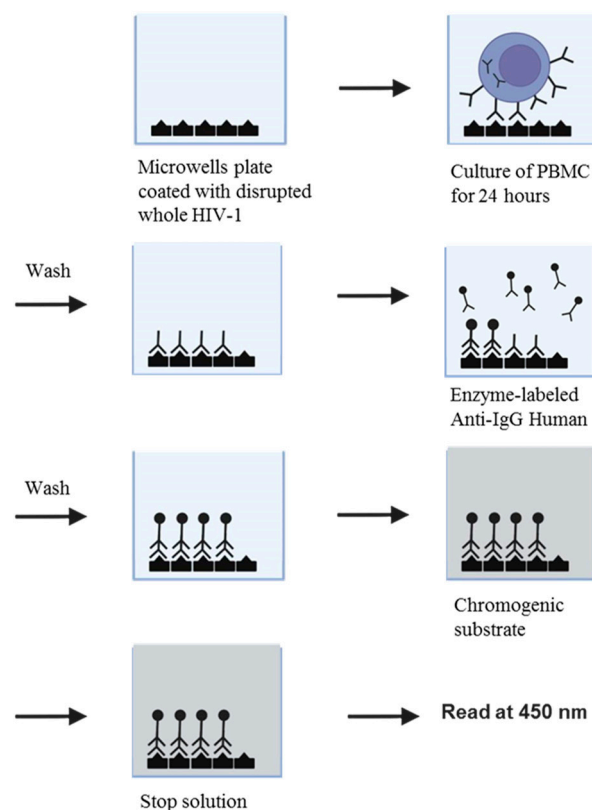 Microwells plate
coated with disrupted
whole HIV-1
Culture of PBMC
for 24 hours
Wash
Enzyme-labeled
Anti-IgG Human
Wash
Chromogenic
substrate
Stop solution
Read at 450 nm